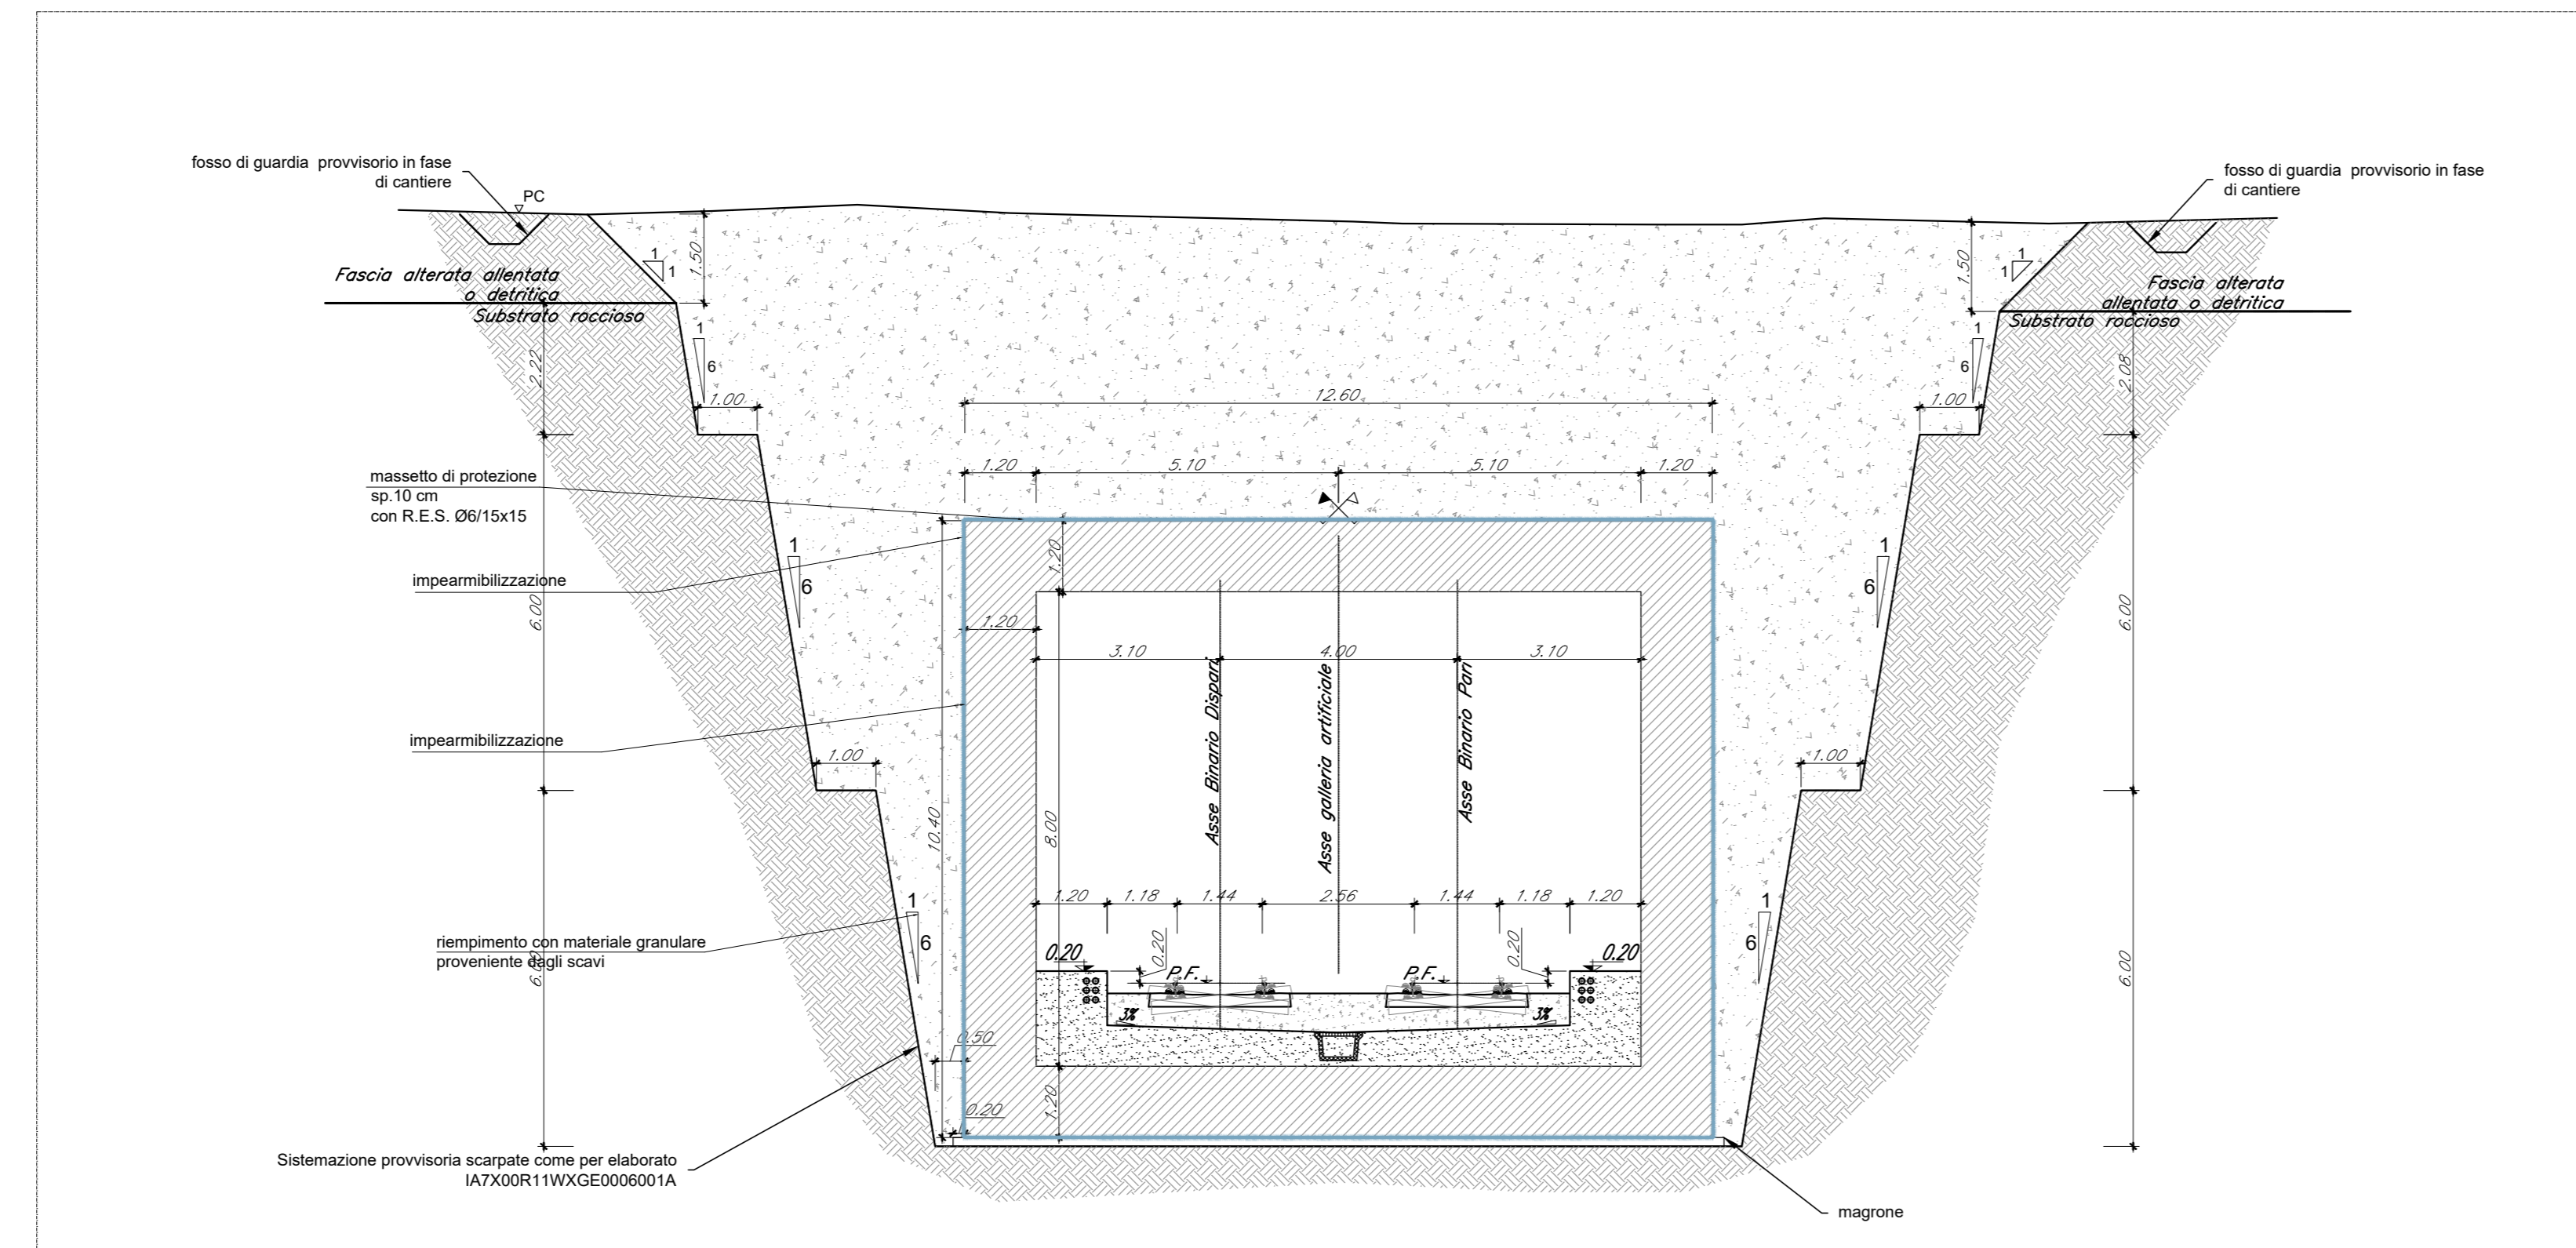 fosso di guardia provvisorio in fase
di cantiere
PC
fosso di guardia provvisorio in fase
di cantiere
1
1
1.50
1.50
1
1
Fascia alterata allentata
o detritica
Substrato roccioso
Fascia alterata
allentata o detritica
Substrato roccioso
2.22
1
6
1.00
12.60
1
6
1.00
2.08
1.20
5.10
5.10
1.20
massetto di protezione
sp.10 cm
con R.E.S. Ø6/15x15
impearmibilizzazione
1
6
1.20
1
6
6.00
6.00
1.20
3.10
4.00
3.10
Asse Binario Dispari
Asse galleria artificiale
Asse Binario Pari
impearmibilizzazione
1.00
1.00
10.40
8.00
1.20
1.18
1.44
2.56
1.44
1.18
1.20
riempimento con materiale granulare
proveniente dagli scavi
1
6
1
6
6.00
6.00
0.20
0.20
P.F.
P.F.
0.20
0.20
3%
3%
0.50
0.20
1.20
Sistemazione provvisoria scarpate come per elaborato
IA7X00R11WXGE0006001A
magrone